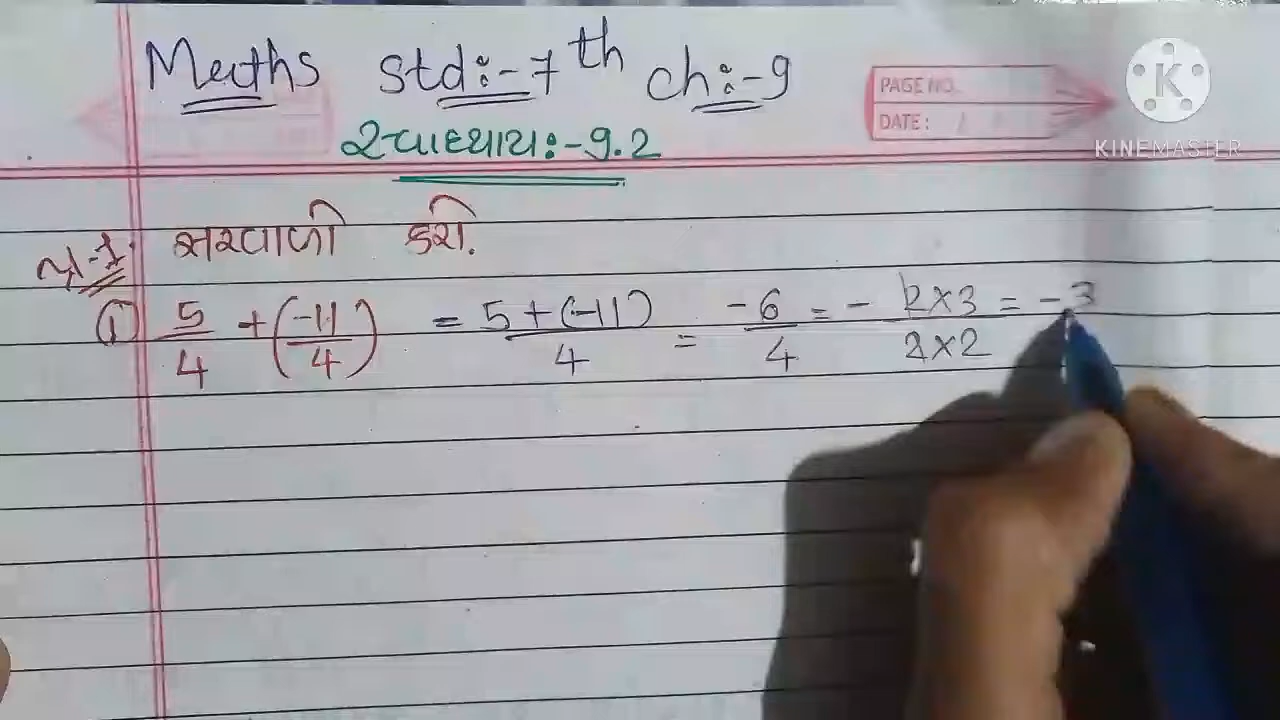 Maths std:-7th ch:-9
PAGE NO.
DATE: / /
KINEMASTER
સ્વાધ્યાય:-9.2
પ્ર-1. સરવાળો કરો.
(1) 5/4 + (-11/4) = 5+(-11)/4 = -6/4 = - 2×3/2×2 = -3